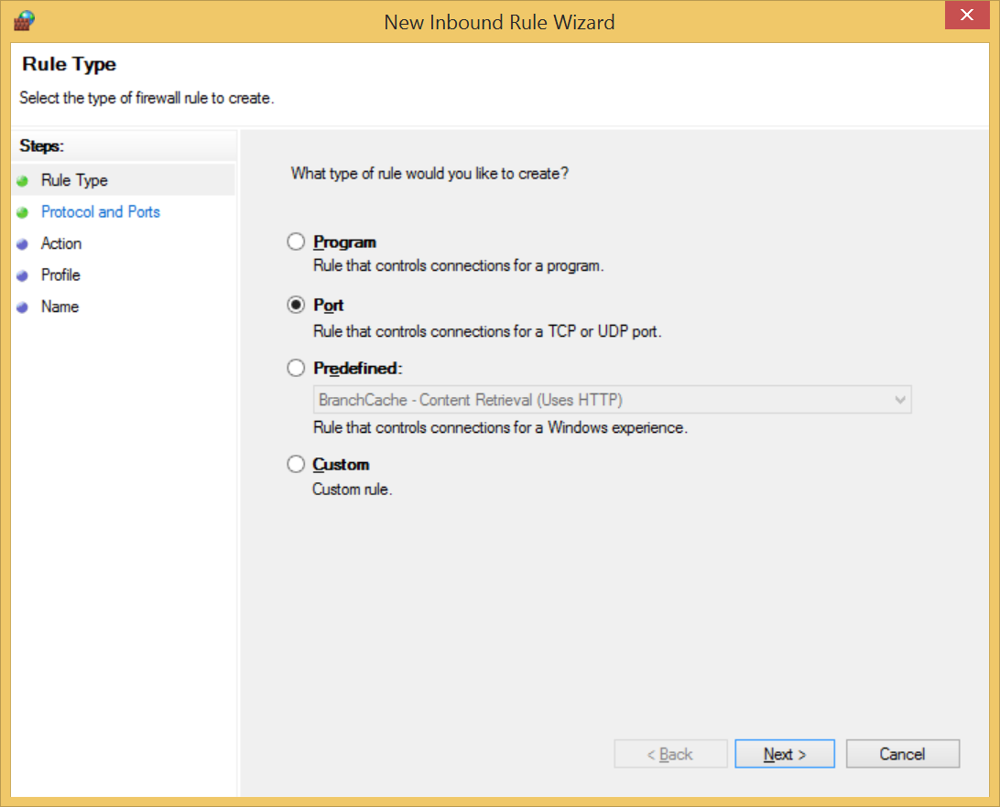 New Inbound Rule Wizard
Rule Type
Select the type of firewall rule to create.
Steps:
Rule Type
Protocol and Ports
Action
Profile
Name
What type of rule would you like to create?
Program
Rule that controls connections for a program.
Port
Rule that controls connections for a TCP or UDP port.
Predefined:
BranchCache - Content Retrieval (Uses HTTP)
Rule that controls connections for a Windows experience.
Custom
Custom rule.
< Back
Next >
Cancel